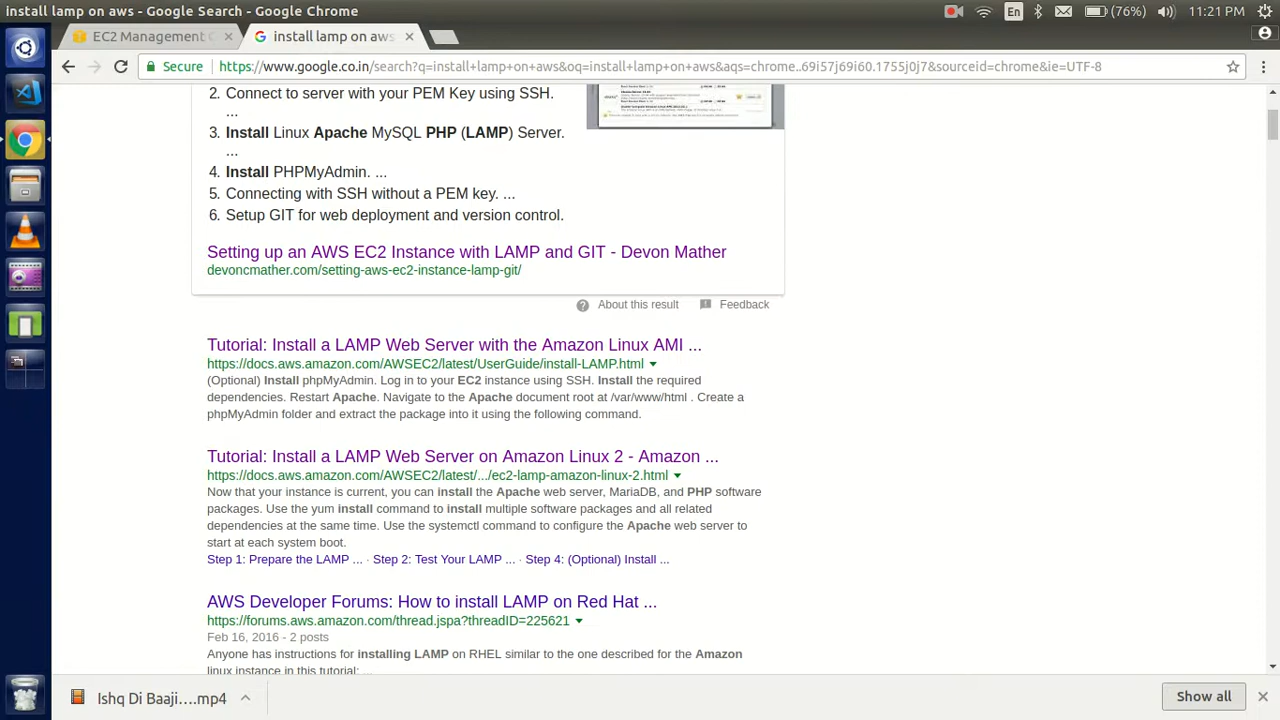 install lamp on aws - Google Search - Google Chrome
En
(76%)
11:21 PM
EC2 Management C
install lamp on aws
Secure
https://www.google.co.in/search?q=install+lamp+on+aws&oq=install+lamp+on+aws&aqs=chrome..69i57j69i60.1755j0j7&sourceid=chrome&ie=UTF-8
2. Connect to server with your PEM Key using SSH.
...
3. Install Linux Apache MySQL PHP (LAMP) Server.
...
4. Install PHPMyAdmin. ...
5. Connecting with SSH without a PEM key. ...
6. Setup GIT for web deployment and version control.
Setting up an AWS EC2 Instance with LAMP and GIT - Devon Mather
devoncmather.com/setting-aws-ec2-instance-lamp-git/
About this result
Feedback
Tutorial: Install a LAMP Web Server with the Amazon Linux AMI ...
https://docs.aws.amazon.com/AWSEC2/latest/UserGuide/install-LAMP.html
(Optional) Install phpMyAdmin. Log in to your EC2 instance using SSH. Install the required
dependencies. Restart Apache. Navigate to the Apache document root at /var/www/html . Create a
phpMyAdmin folder and extract the package into it using the following command.
Tutorial: Install a LAMP Web Server on Amazon Linux 2 - Amazon ...
https://docs.aws.amazon.com/AWSEC2/latest/.../ec2-lamp-amazon-linux-2.html
Now that your instance is current, you can install the Apache web server, MariaDB, and PHP software
packages. Use the yum install command to install multiple software packages and all related
dependencies at the same time. Use the systemctl command to configure the Apache web server to
start at each system boot.
Step 1: Prepare the LAMP ... · Step 2: Test Your LAMP ... · Step 4: (Optional) Install ...
AWS Developer Forums: How to install LAMP on Red Hat ...
https://forums.aws.amazon.com/thread.jspa?threadID=225621
Feb 16, 2016 - 2 posts
Anyone has instructions for installing LAMP on RHEL similar to the one described for the Amazon
linux instance in this tutorial: ...
Ishq Di Baaji....mp4
Show all